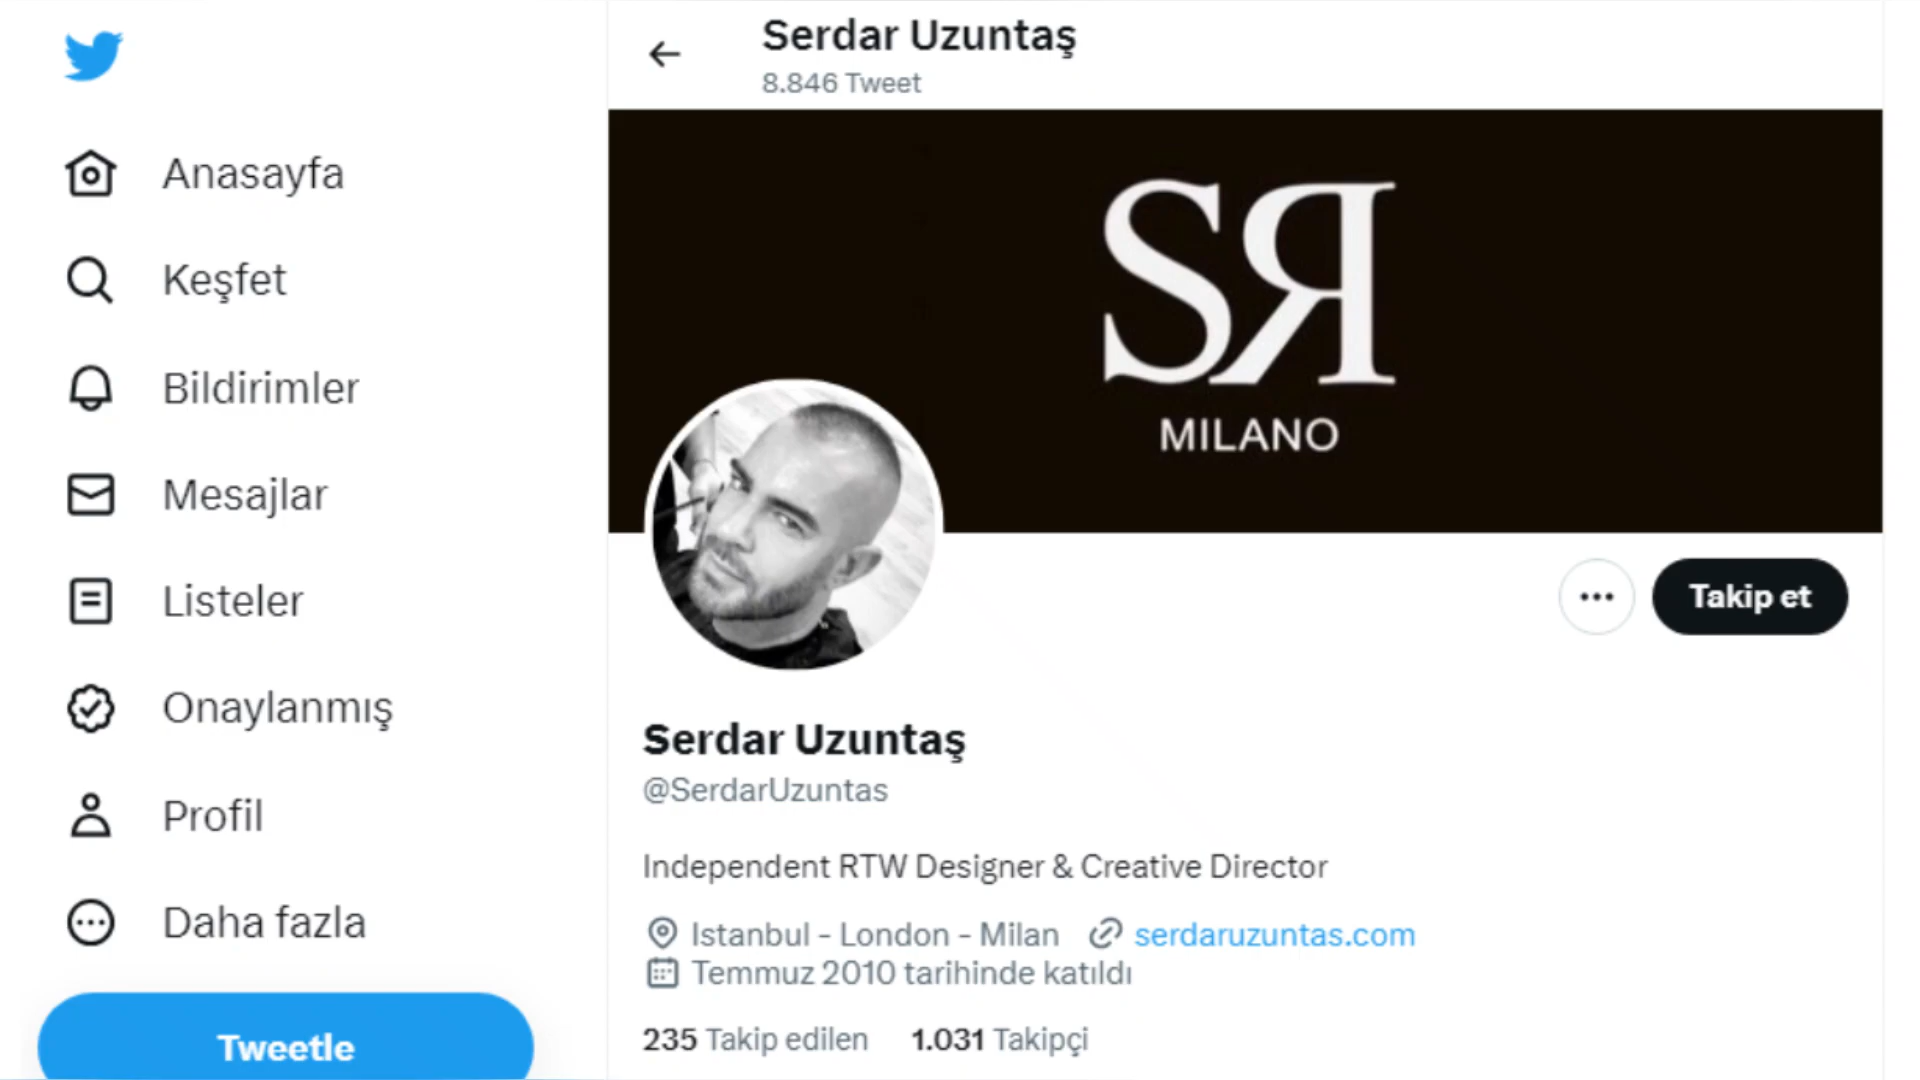 Serdar Uzuntaş
8.846 Tweet
Anasayfa
Keşfet
Bildirimler
Mesajlar
Listeler
Onaylanmış
Profil
Daha fazla
Tweetle
SR
MILANO
Takip et
Serdar Uzuntaş
@SerdarUzuntas
Independent RTW Designer & Creative Director
Istanbul - London - Milan serdaruzuntas.com
Temmuz 2010 tarihinde katıldı
235 Takip edilen 1.031 Takipçi